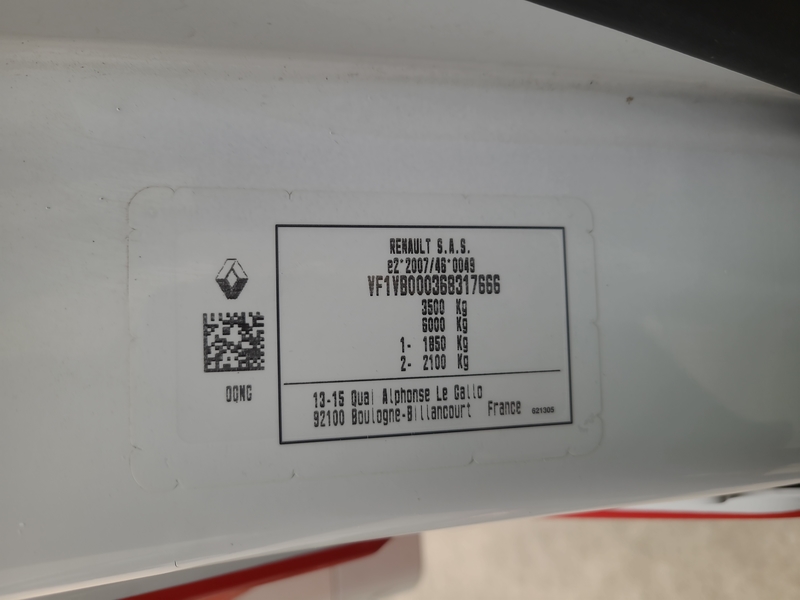 RENAULT S.A.S.
e2*2007/46*0049
VF1VB000368317666
3500 Kg
6000 Kg
1- 1850 Kg
2- 2100 Kg
DQNG
13-15 Quai Alphonse Le Gallo
92100 Boulogne-Billancourt France